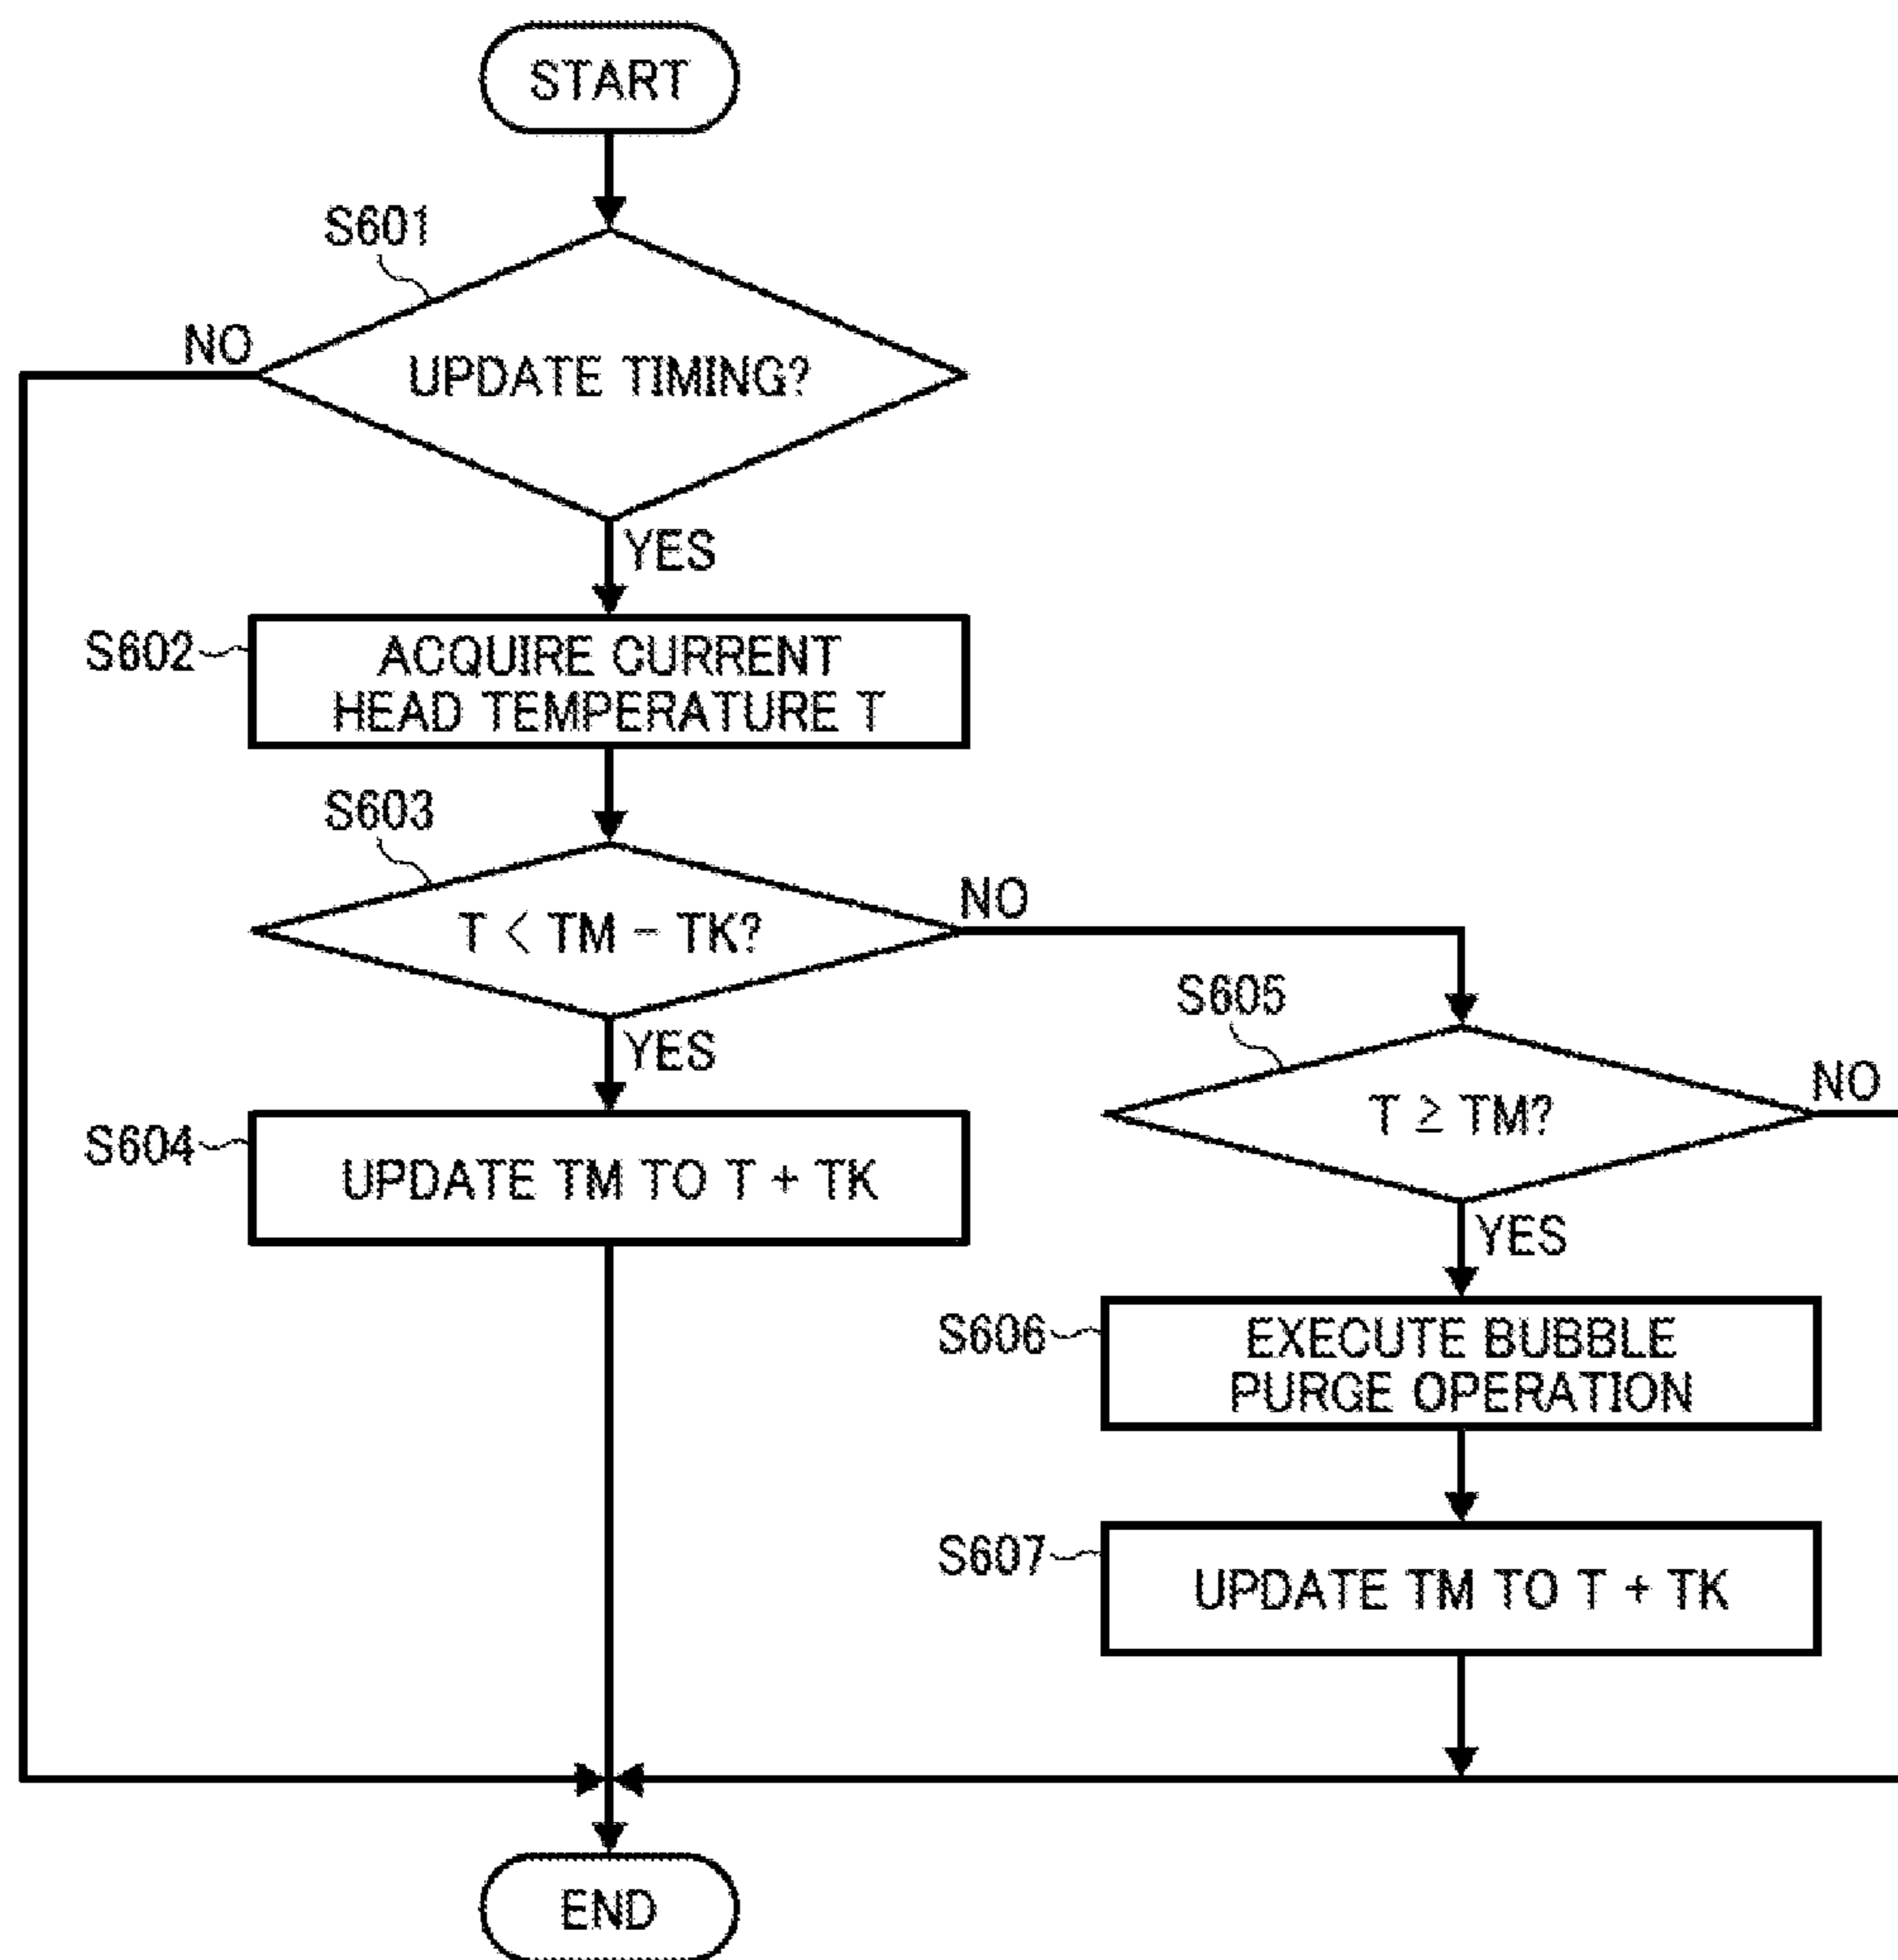 START
S601
NO
UPDATE TIMING?
YES
S602
ACQUIRE CURRENT
HEAD TEMPERATURE T
S603
NO
T < TM - TK?
YES
S604
UPDATE TM TO T + TK
S605
NO
T ≥ TM?
YES
S606
EXECUTE BUBBLE
PURGE OPERATION
S607
UPDATE TM TO T + TK
END